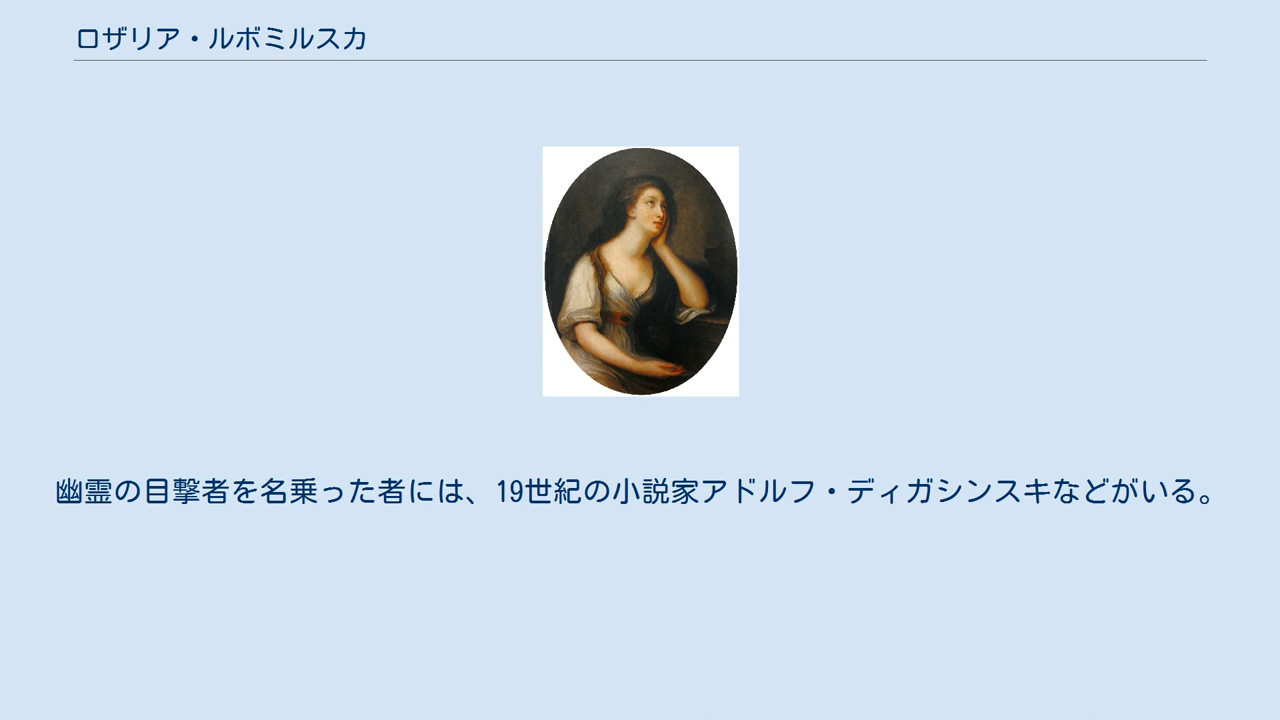 ロザリア・ルボミルスカ
幽霊の目撃者を名乗った者には、19世紀の小説家アドルフ・ディガシンスキなどがいる。